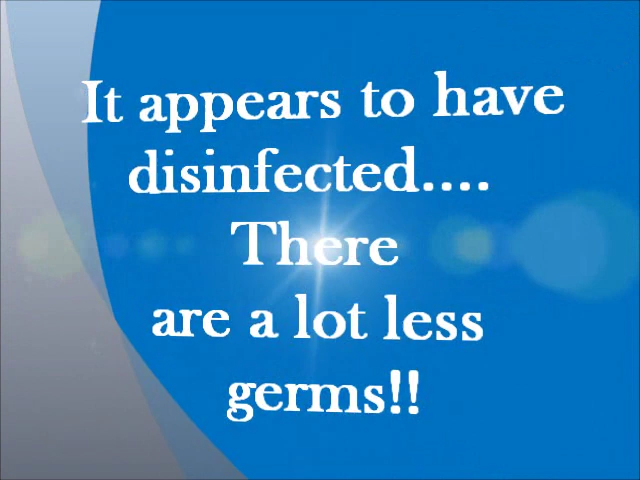 It appears to have
disinfected....
There
are a lot less
germs!!